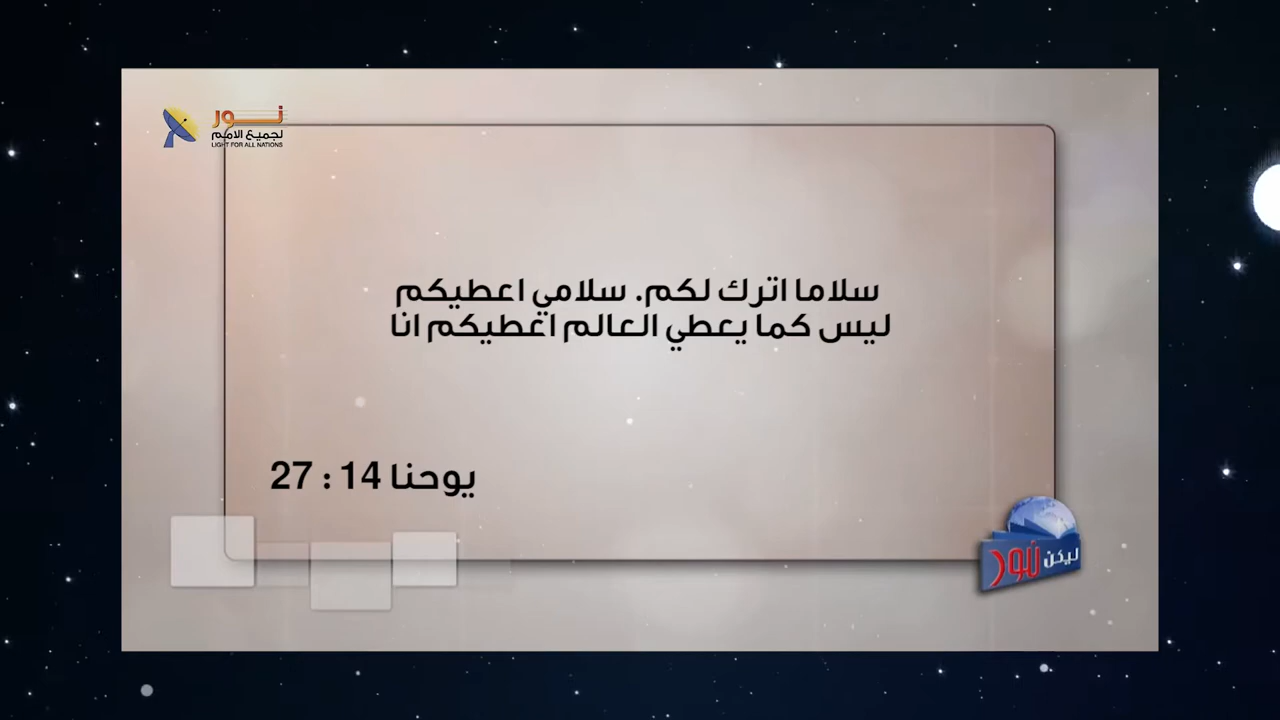 نور
لجميع الامم
LIGHT FOR ALL NATIONS
سلاما اترك لكم. سلامي اعطيكم
ليس كما يعطي العالم اعطيكم انا
يوحنا 14 : 27
ليكن نور